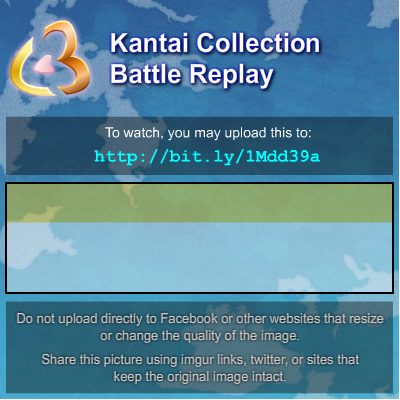 Kantai Collection
Battle Replay
To watch, you may upload this to:
http://bit.ly/1Mdd39a
Do not upload directly to Facebook or other websites that resize
or change the quality of the image.
Share this picture using imgur links, twitter, or sites that
keep the original image intact.